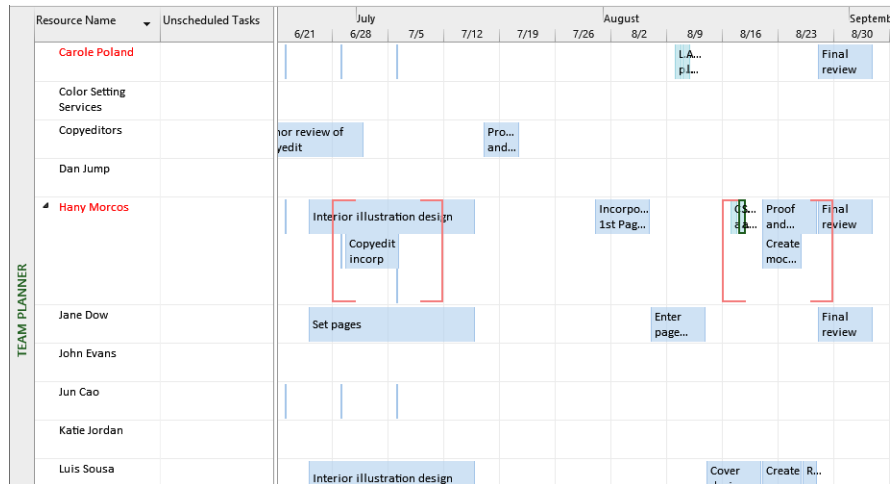 Resource Name Unscheduled Tasks July August Septemb
6/21 6/28 7/5 7/12 7/19 7/26 8/2 8/9 8/16 8/23 8/30
Carole Poland L.A... Final
p.l... review
Color Setting
Services
Copyeditors nor review of Pro...
yedit and...
Dan Jump
Hany Morcos Interior illustration design Incorpo... Proof Final
1st Pag... and... review
Copyedit Create
incorp moc...
TEAM PLANNER
Jane Dow Set pages Enter Final
page... review
John Evans
Jun Cao
Katie Jordan
Luis Sousa Interior illustration design Cover Create R...